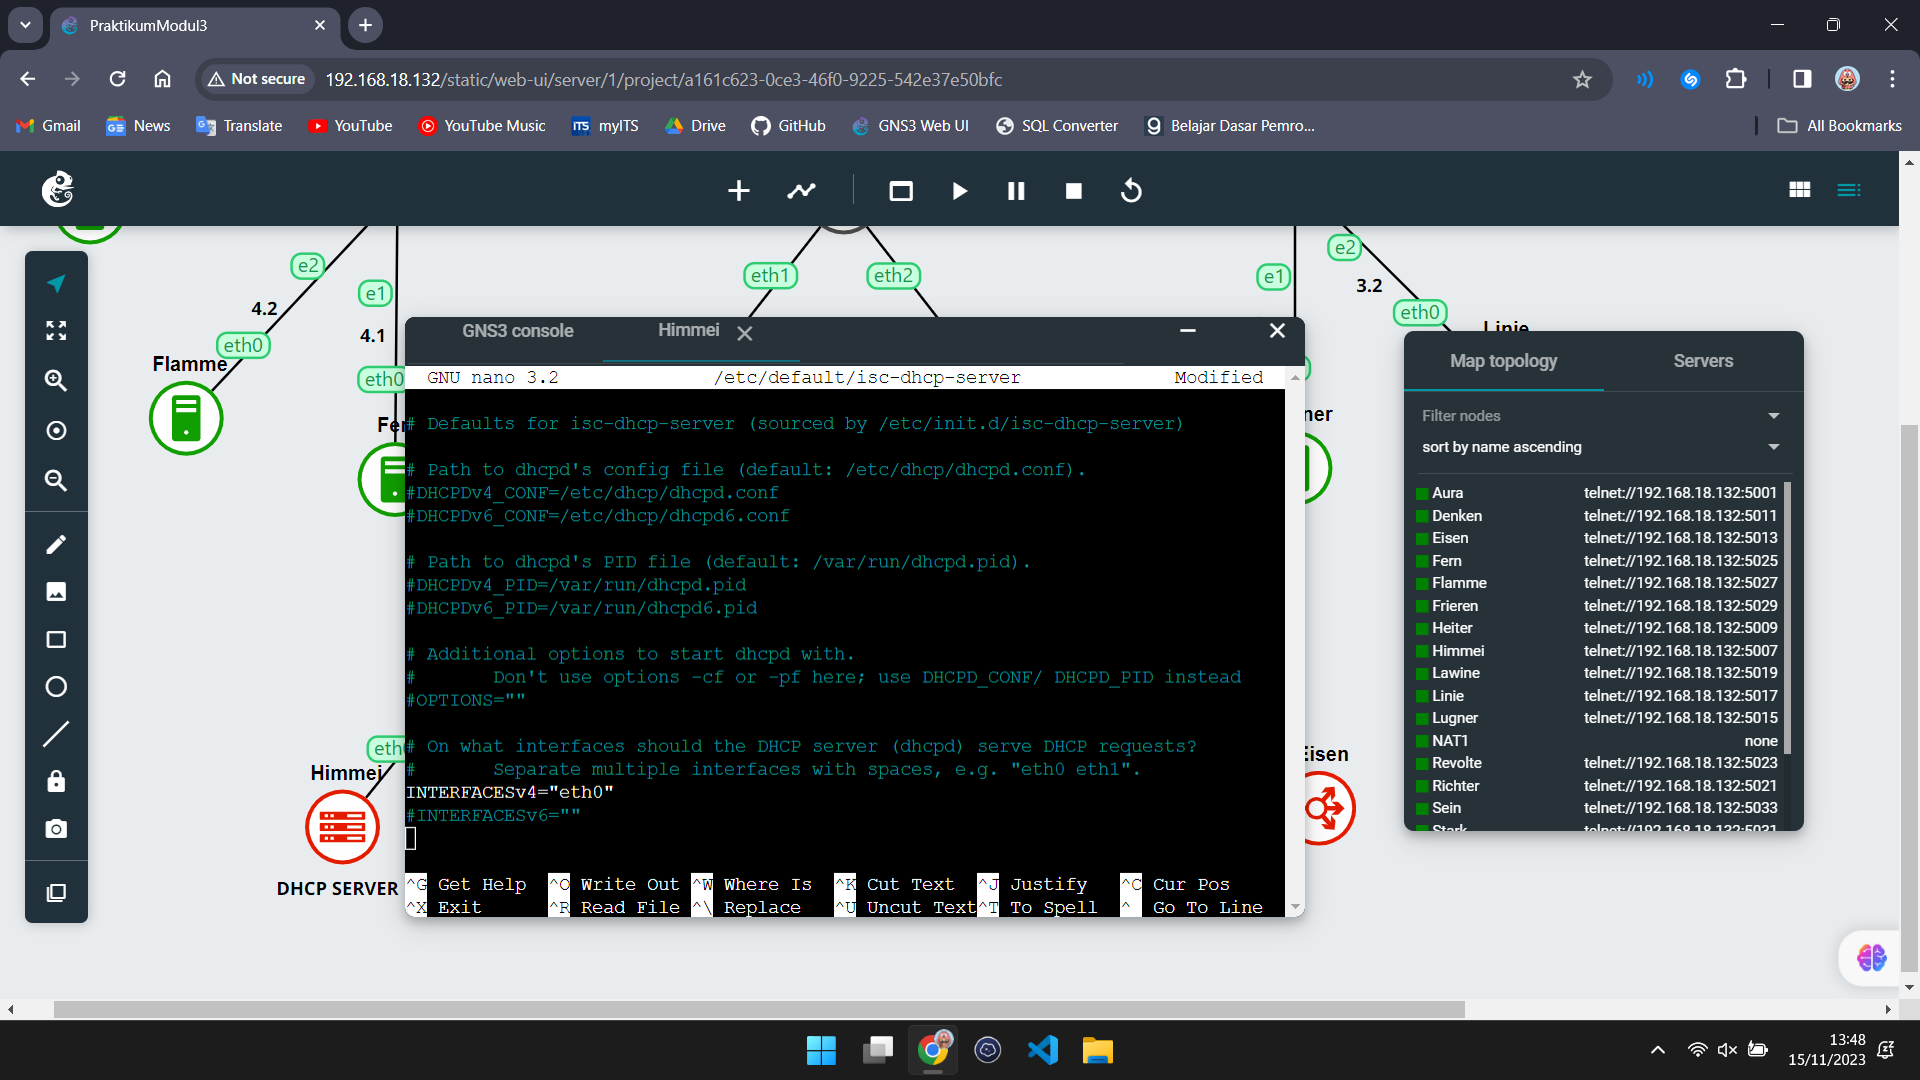 PraktikumModul3
Not secure
192.168.18.132/static/web-ui/server/1/project/a161c623-0ce3-46f0-9225-542e37e50bfc
Gmail
News
Translate
YouTube
YouTube Music
ITS myITS
Drive
GitHub
GNS3 Web UI
SQL Converter
Belajar Dasar Pemro...
All Bookmarks
e2
e1
eth1
eth2
e1
e2
4.2
4.1
3.2
eth0
eth0
eth0
Flamme
Linie
GNS3 console
Himmei
GNU nano 3.2 /etc/default/isc-dhcp-server Modified
# Defaults for isc-dhcp-server (sourced by /etc/init.d/isc-dhcp-server)
# Path to dhcpd's config file (default: /etc/dhcp/dhcpd.conf).
#DHCPDv4_CONF=/etc/dhcp/dhcpd.conf
#DHCPDv6_CONF=/etc/dhcp/dhcpd6.conf
# Path to dhcpd's PID file (default: /var/run/dhcpd.pid).
#DHCPDv4_PID=/var/run/dhcpd.pid
#DHCPDv6_PID=/var/run/dhcpd6.pid
# Additional options to start dhcpd with.
# Don't use options -cf or -pf here; use DHCPD_CONF/ DHCPD_PID instead
#OPTIONS=""
# On what interfaces should the DHCP server (dhcpd) serve DHCP requests?
# Separate multiple interfaces with spaces, e.g. "eth0 eth1".
INTERFACESv4="eth0"
#INTERFACESv6=""
^G Get Help ^O Write Out ^W Where Is ^K Cut Text ^J Justify ^C Cur Pos
^X Exit ^R Read File ^\ Replace ^U Uncut Text ^T To Spell ^ Go To Line
Himmei
DHCP SERVER
Eisen
Map topology
Servers
Filter nodes
sort by name ascending
Aura telnet://192.168.18.132:5001
Denken telnet://192.168.18.132:5011
Eisen telnet://192.168.18.132:5013
Fern telnet://192.168.18.132:5025
Flamme telnet://192.168.18.132:5027
Frieren telnet://192.168.18.132:5029
Heiter telnet://192.168.18.132:5009
Himmei telnet://192.168.18.132:5007
Lawine telnet://192.168.18.132:5019
Linie telnet://192.168.18.132:5017
Lugner telnet://192.168.18.132:5015
NAT1 none
Revolte telnet://192.168.18.132:5023
Richter telnet://192.168.18.132:5021
Sein telnet://192.168.18.132:5033
Stark telnet://192.168.18.132:5031
13:48
15/11/2023